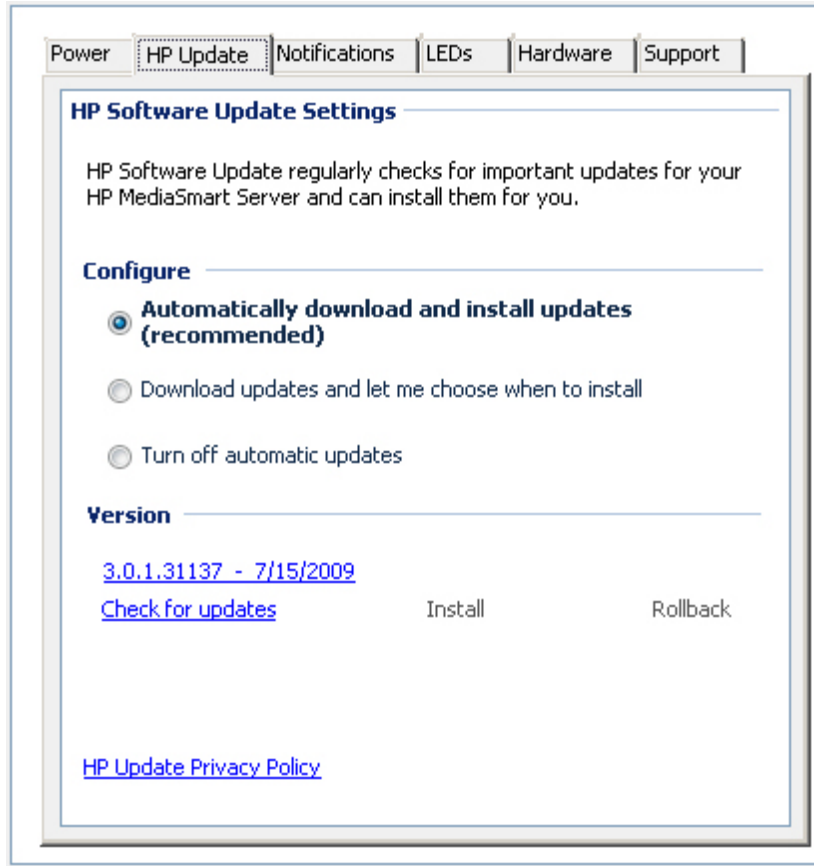 Power HP Update Notifications LEDs Hardware Support
HP Software Update Settings
HP Software Update regularly checks for important updates for your
HP MediaSmart Server and can install them for you.
Configure
Automatically download and install updates
(recommended)
Download updates and let me choose when to install
Turn off automatic updates
Version
3.0.1.31137 - 7/15/2009
Check for updates Install Rollback
HP Update Privacy Policy